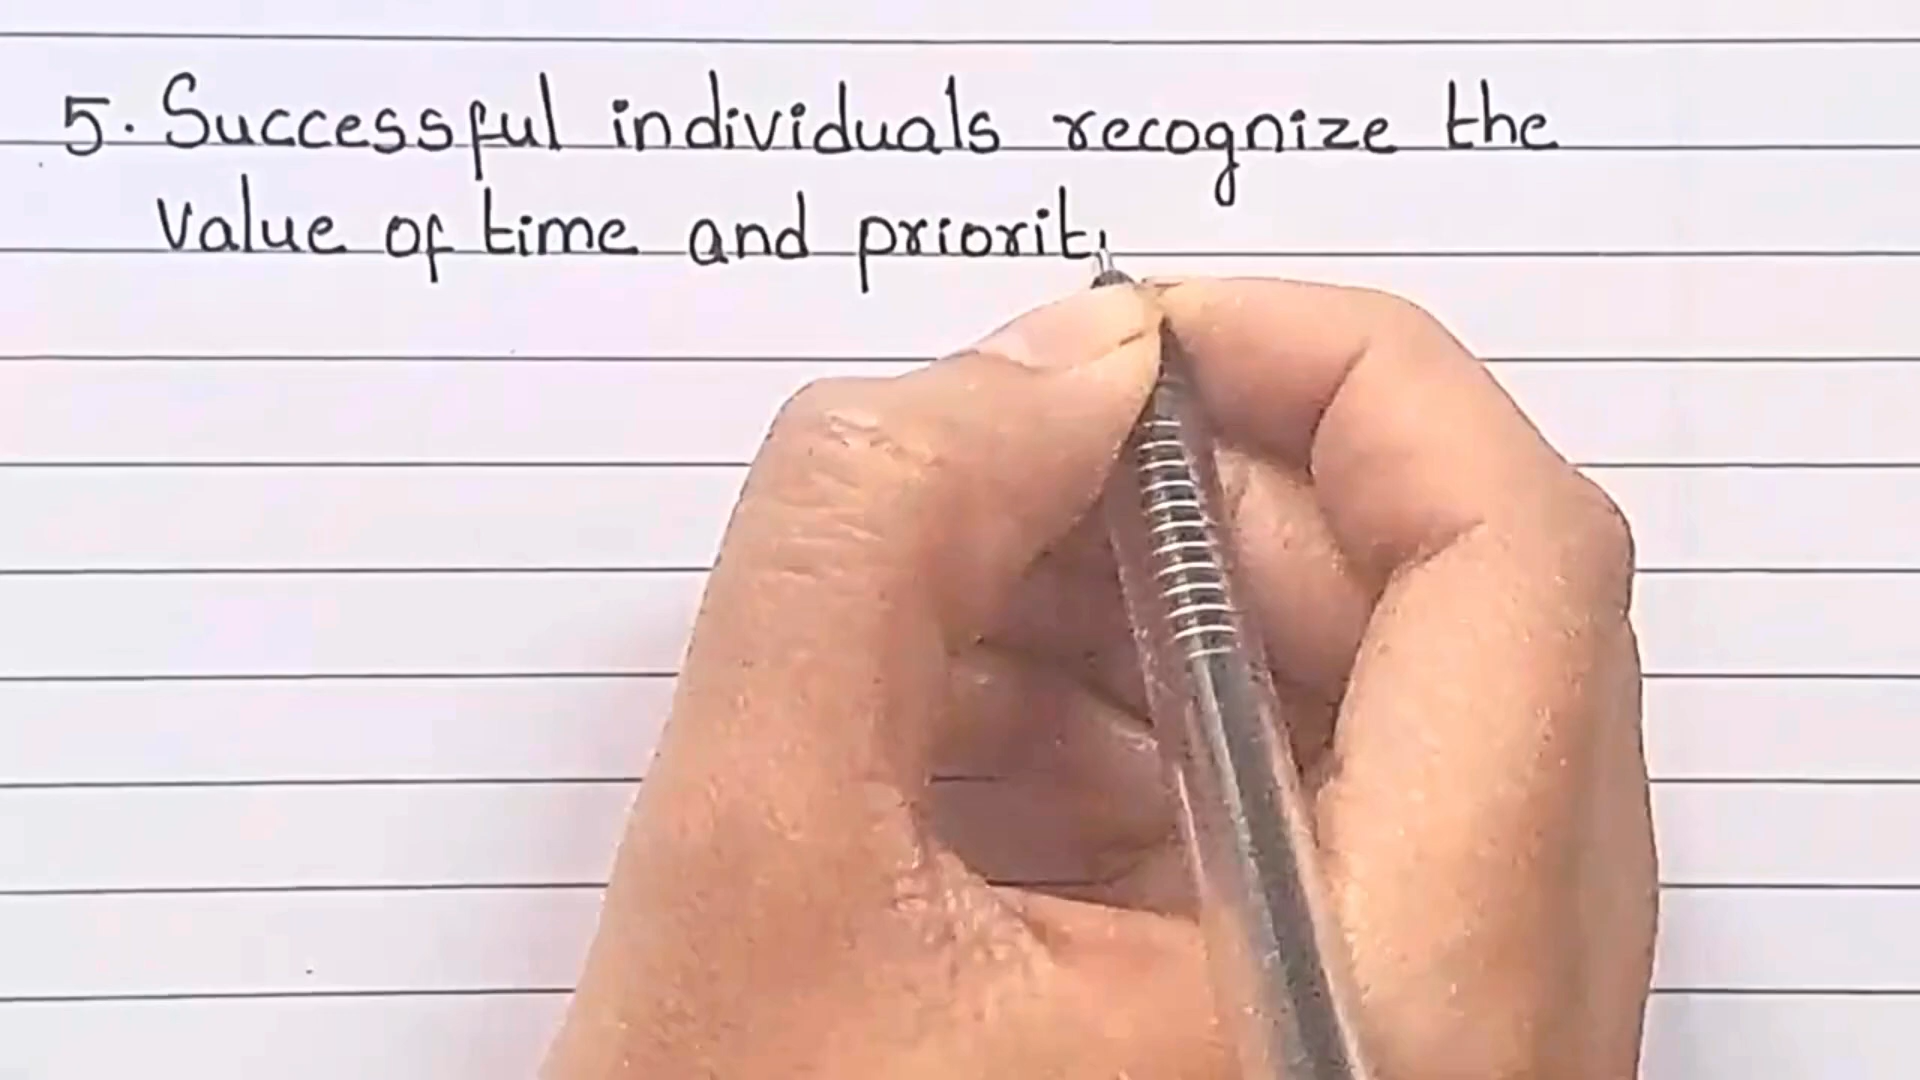 5. Successful individuals recognize the
value of time and priorit